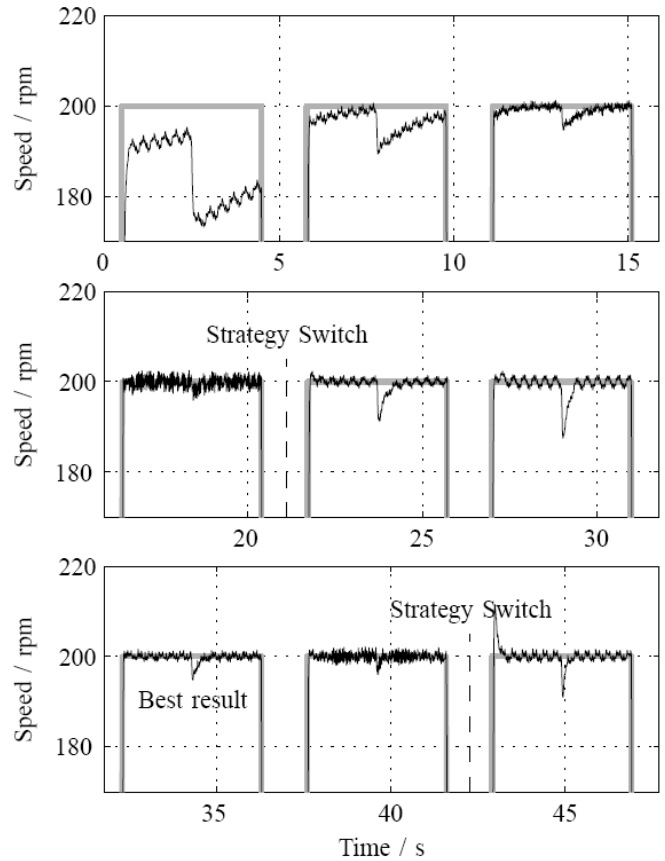 220
200
180
Speed / rpm
0
5
10
15
220
200
180
Speed / rpm
Strategy Switch
20
25
30
220
200
180
Speed / rpm
Strategy Switch
Best result
35
40
45
Time / s